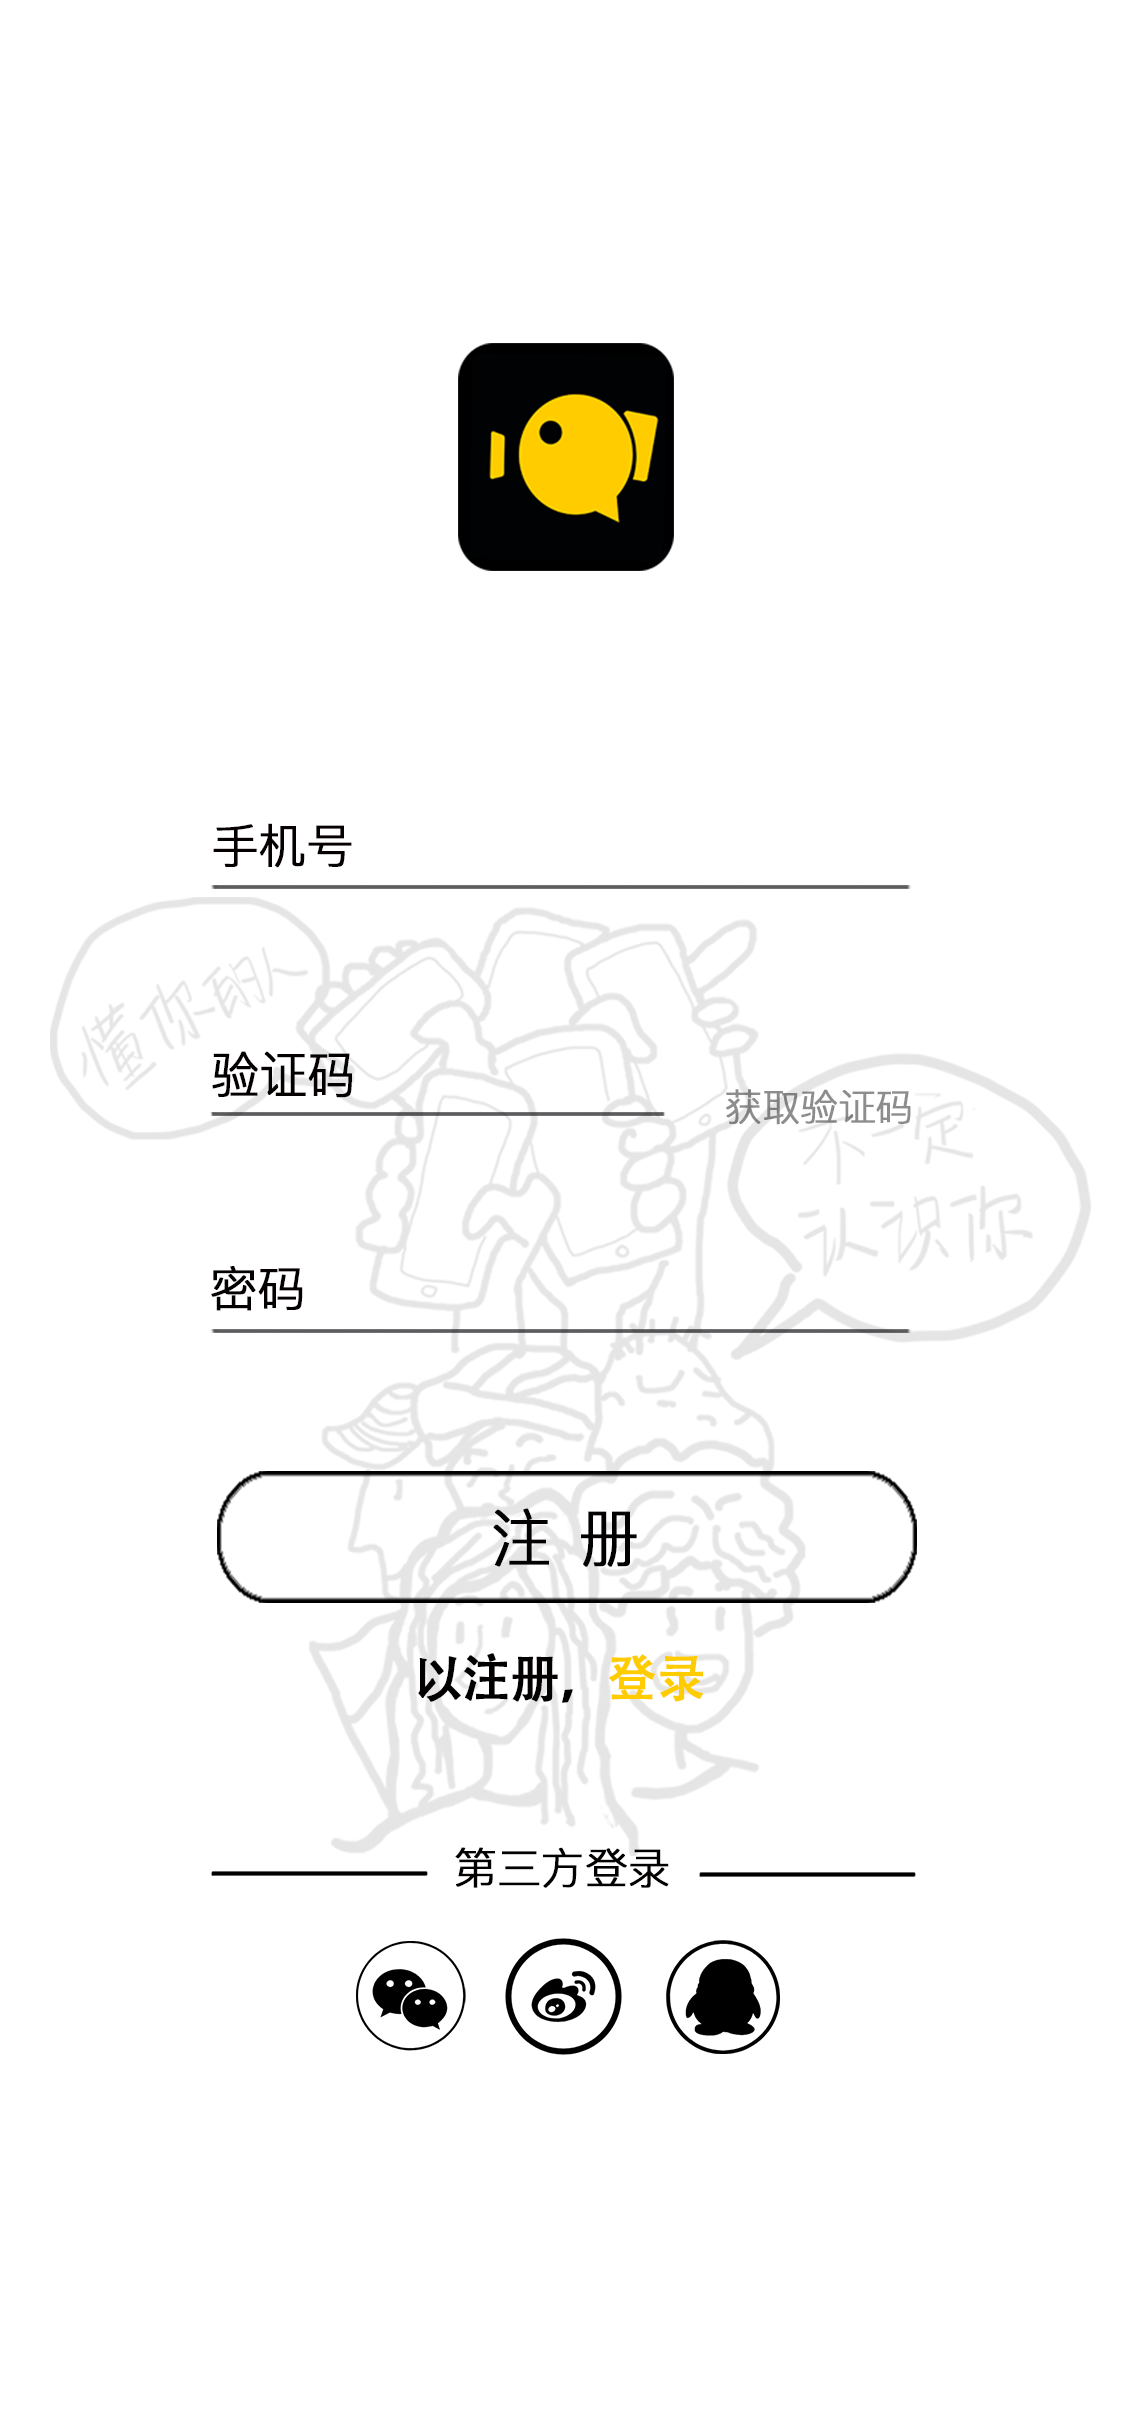 手机号
懂你的人
验证码
获取验证码
不一定
认识你
密码
注 册
以注册，登录
第三方登录